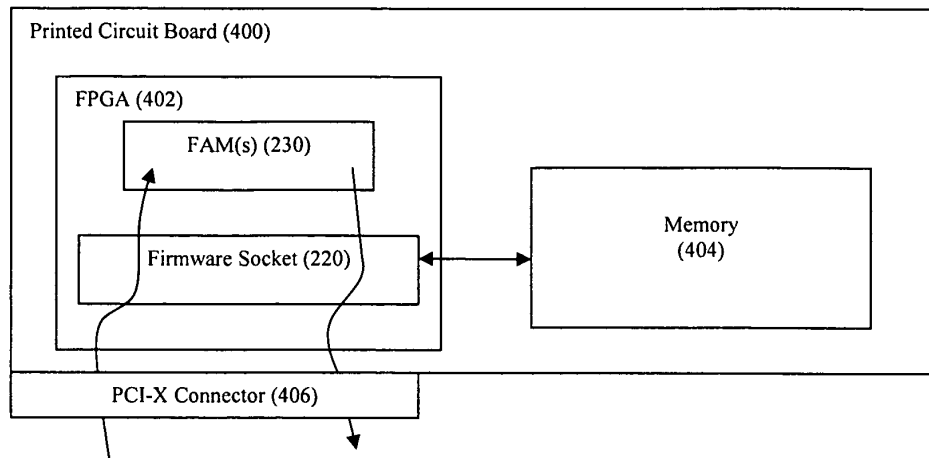 Printed Circuit Board (400)
FPGA (402)
FAM(s) (230)
Firmware Socket (220)
Memory
(404)
PCI-X Connector (406)